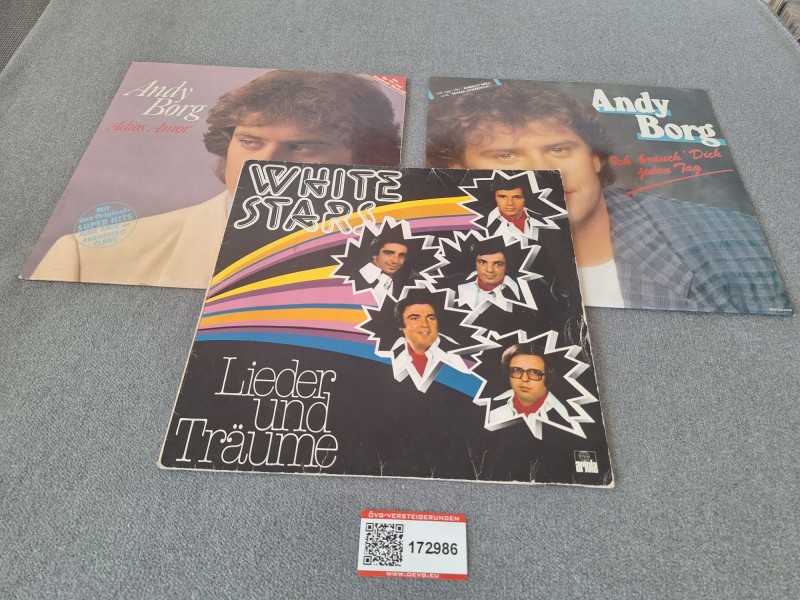 Andy
Borg
Adios Amor
Mit
den Original-
SUPER HITS
Andy
Borg
Ich brauch' Dich
jeden Tag
WHITE
STARS
Lieder
und
Träume
ariola
ÖVG-VERSTEIGERUNGEN
172986
WWW.OEVG.EU